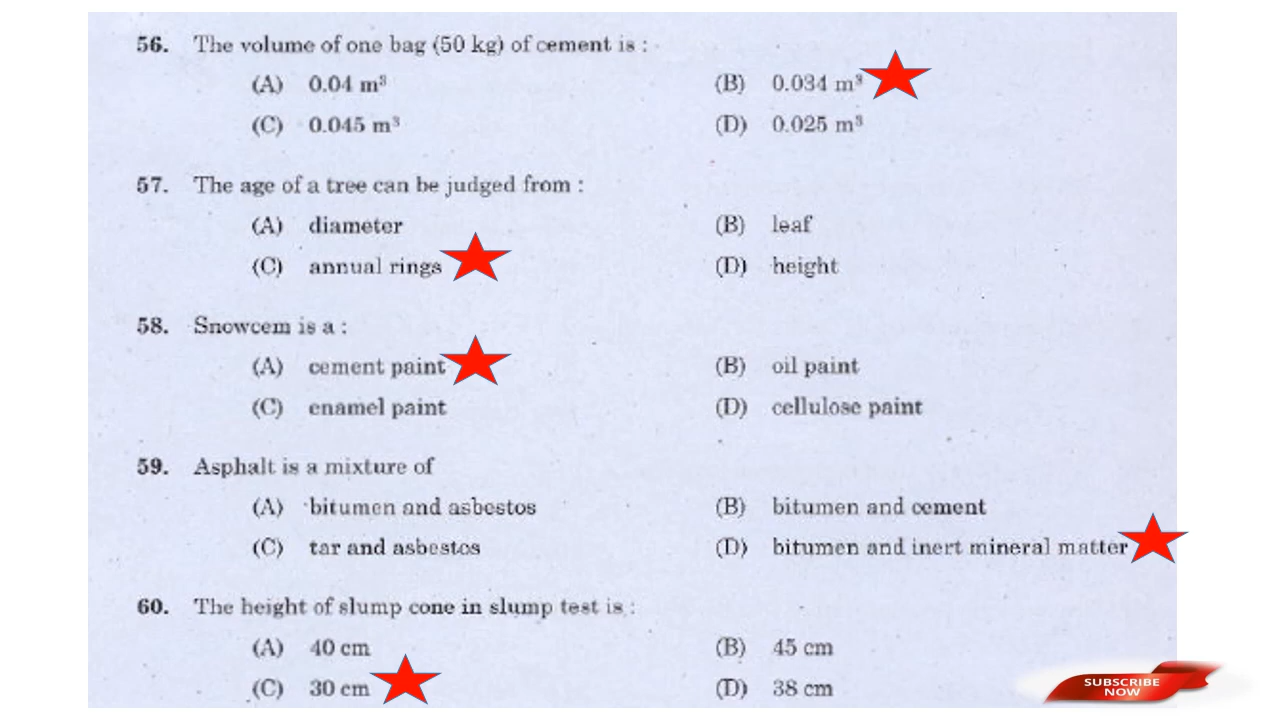 56. The volume of one bag (50 kg) of cement is :
(A) 0.04 m³ (B) 0.034 m³
(C) 0.045 m³ (D) 0.025 m³
57. The age of a tree can be judged from :
(A) diameter (B) leaf
(C) annual rings (D) height
58. Snowcem is a :
(A) cement paint (B) oil paint
(C) enamel paint (D) cellulose paint
59. Asphalt is a mixture of
(A) bitumen and asbestos (B) bitumen and cement
(C) tar and asbestos (D) bitumen and inert mineral matter
60. The height of slump cone in slump test is :
(A) 40 cm (B) 45 cm
(C) 30 cm (D) 38 cm
SUBSCRIBE
NOW